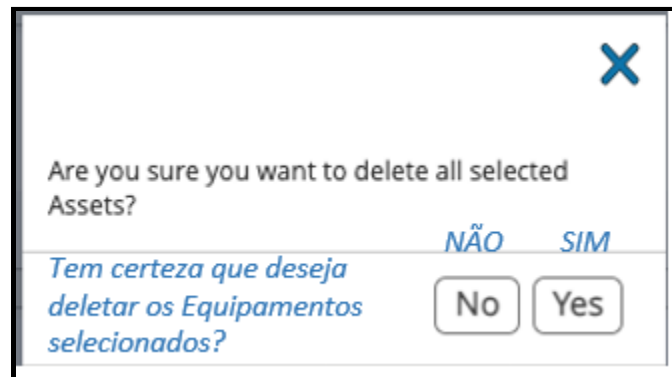 Are you sure you want to delete all selected
Assets?
NÃO SIM
Tem certeza que deseja
deletar os Equipamentos
selecionados?
No Yes